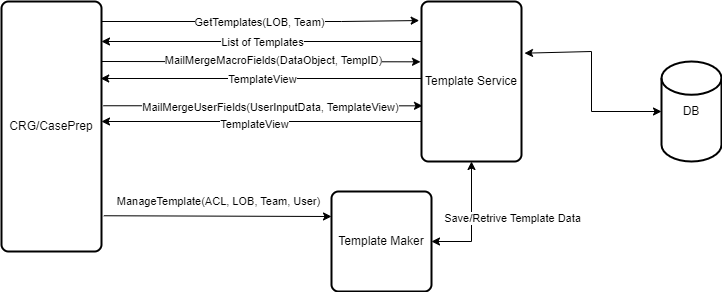 GetTemplates(LOB, Team)
List of Templates
MailMergeMacroFields(DataObject, TempID)
TemplateView
Template Service
MailMergeUserFields(UserInputData, TemplateView)
TemplateView
CRG/CasePrep
DB
ManageTemplate(ACL, LOB, Team, User)
Save/Retrive Template Data
Template Maker